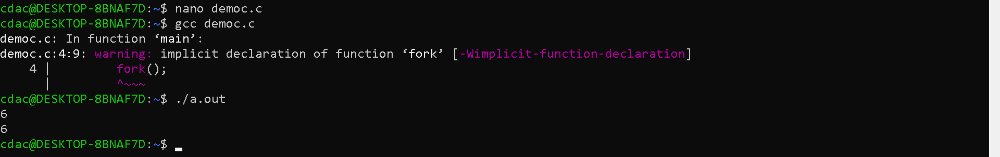 cdac@DESKTOP-8BNAF7D:~$ nano democ.c
cdac@DESKTOP-8BNAF7D:~$ gcc democ.c
democ.c: In function ‘main’:
democ.c:4:9: warning: implicit declaration of function ‘fork’ [-Wimplicit-function-declaration]
    4 |         fork();
      |         ^~~~
cdac@DESKTOP-8BNAF7D:~$ ./a.out
6
6
cdac@DESKTOP-8BNAF7D:~$